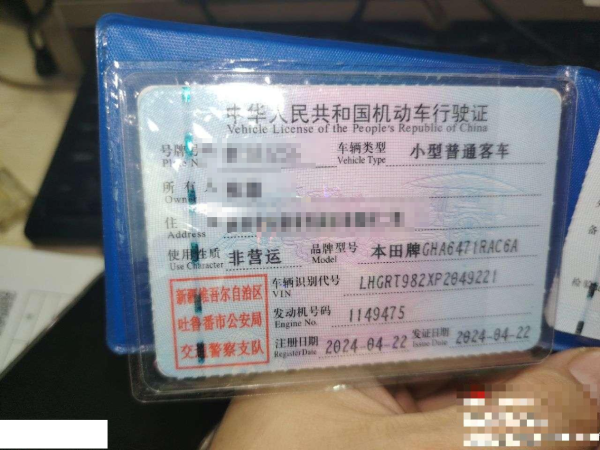 中华人民共和国机动车行驶证
Vehicle License of the People's Republic of China
号牌号
车辆类型 小型普通客车
Vehicle Type
所有人
Owner
住
Address
使用性质 非营运 品牌型号 本田牌GHA6471RAC6A
Use Character Model
新疆维吾尔自治区
吐鲁番市公安局
交通警察支队
车辆识别代号 LHGRT982XP2049221
VIN
发动机号码 1149475
Engine No.
注册日期 2024-04-22 发证日期 2024-04-22
Register Date Issue Date
备
检验